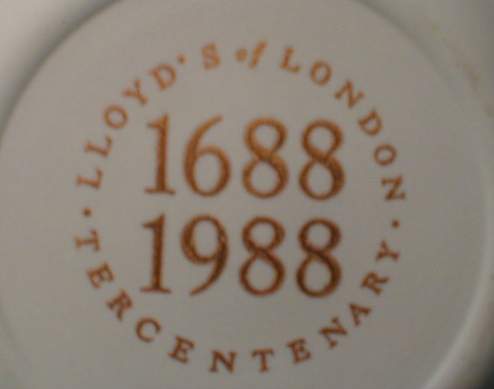 LLOYD'S of LONDON
1688
1988
TERCENTENARY